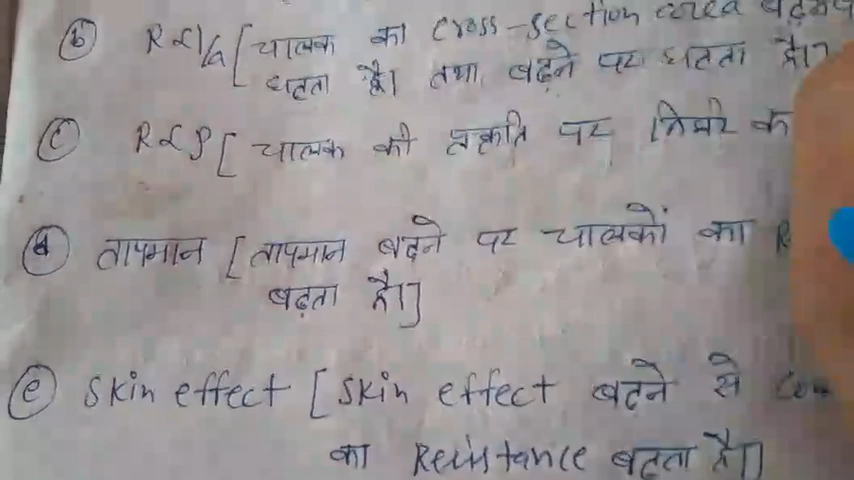 (b) R∝1/a [चालक का cross-section area
घटता है। तथा, बढ़ने पर घटता है।]
(c) R∝ρ [चालक की प्रकृति पर निर्भर क
(d) तापमान [तापमान बढ़ने पर चालकों का R
बढ़ता है।]
(e) Skin effect [Skin effect बढ़ने से
का Resistance बढ़ता है।]